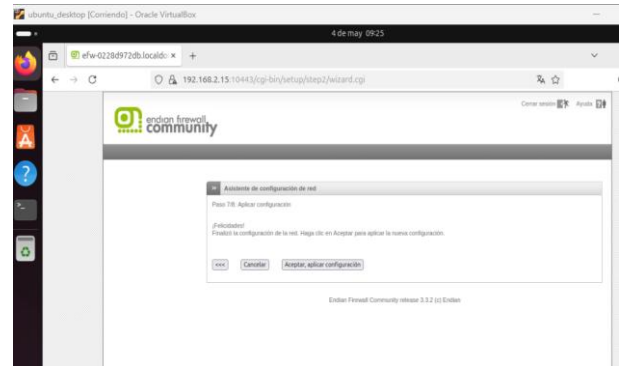 ubuntu_desktop [Corriendo] - Oracle VirtualBox
4 de may 09:25
efw-0228d972db.localdo
192.168.2.15:10443/cgi-bin/setup/step2/wizard.cgi
Cerrar sesión Ayuda
endian firewall
community
Asistente de configuración de red
Paso 7/8: Aplicar configuración
¡Felicidades!
Finalizó la configuración de la red. Haga clic en Aceptar para aplicar la nueva configuración.
<<< Cancelar Aceptar, aplicar configuración
Endian Firewall Community release 3.3.2 (c) Endian